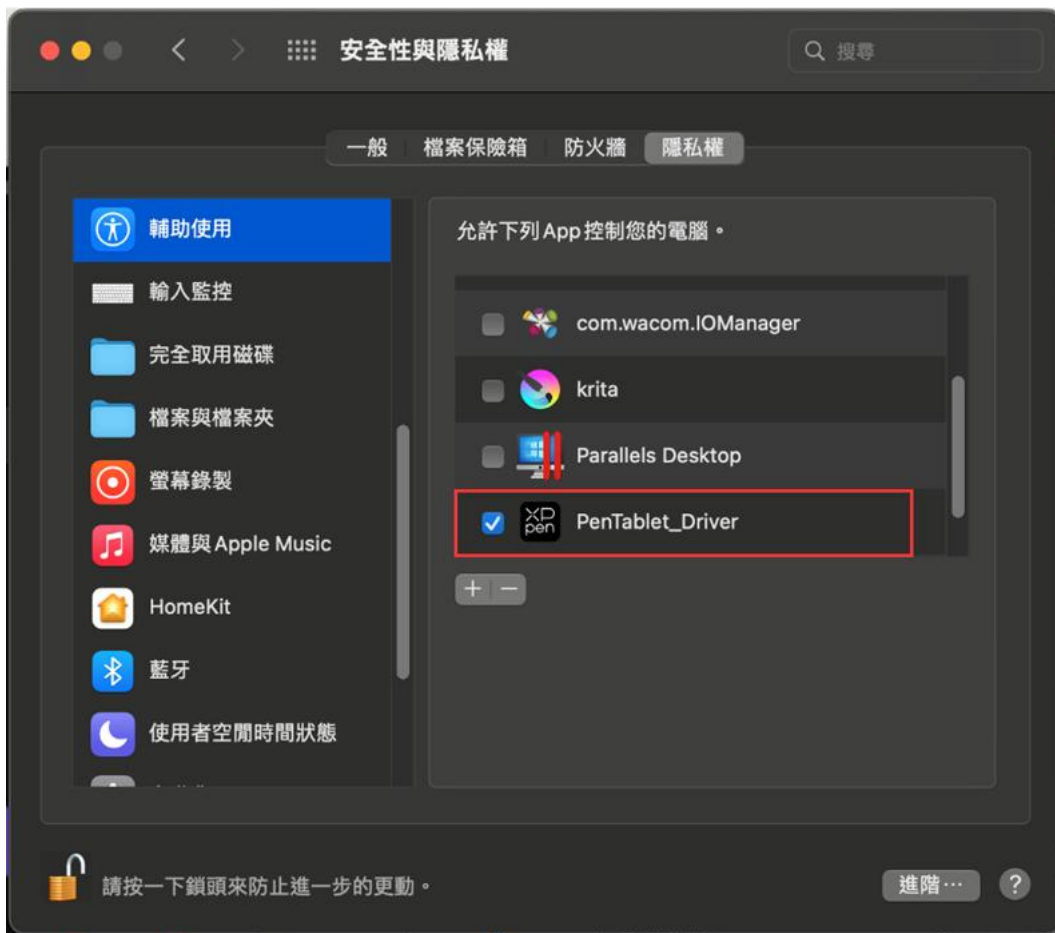 安全性與隱私權
搜尋
一般 檔案保險箱 防火牆 隱私權
輔助使用
輸入監控
完全取用磁碟
檔案與檔案夾
螢幕錄製
媒體與 Apple Music
HomeKit
藍牙
使用者空閒時間狀態
允許下列 App 控制您的電腦。
com.wacom.IOManager
krita
Parallels Desktop
XP
pen
PenTablet_Driver
+ −
請按一下鎖頭來防止進一步的更動。
進階⋯
?